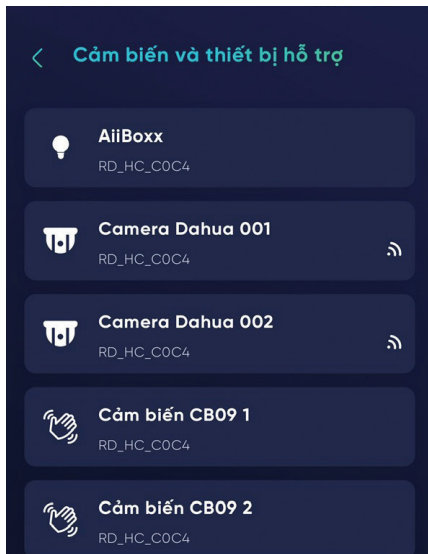 Cảm biến và thiết bị hỗ trợ
AiiBoxx
RD_HC_C0C4
Camera Dahua 001
RD_HC_C0C4
Camera Dahua 002
RD_HC_C0C4
Cảm biến CB09 1
RD_HC_C0C4
Cảm biến CB09 2
RD_HC_C0C4